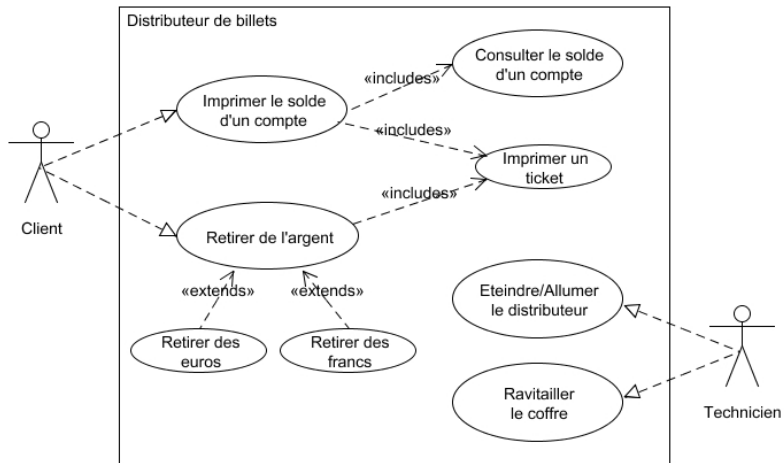 Distributeur de billets
Consulter le solde
d'un compte
«includes»
Imprimer le solde
d'un compte
«includes»
Imprimer un
ticket
«includes»
Client
Retirer de l'argent
«extends»
«extends»
Eteindre/Allumer
le distributeur
Retirer des
euros
Retirer des
francs
Ravitailler
le coffre
Technicien